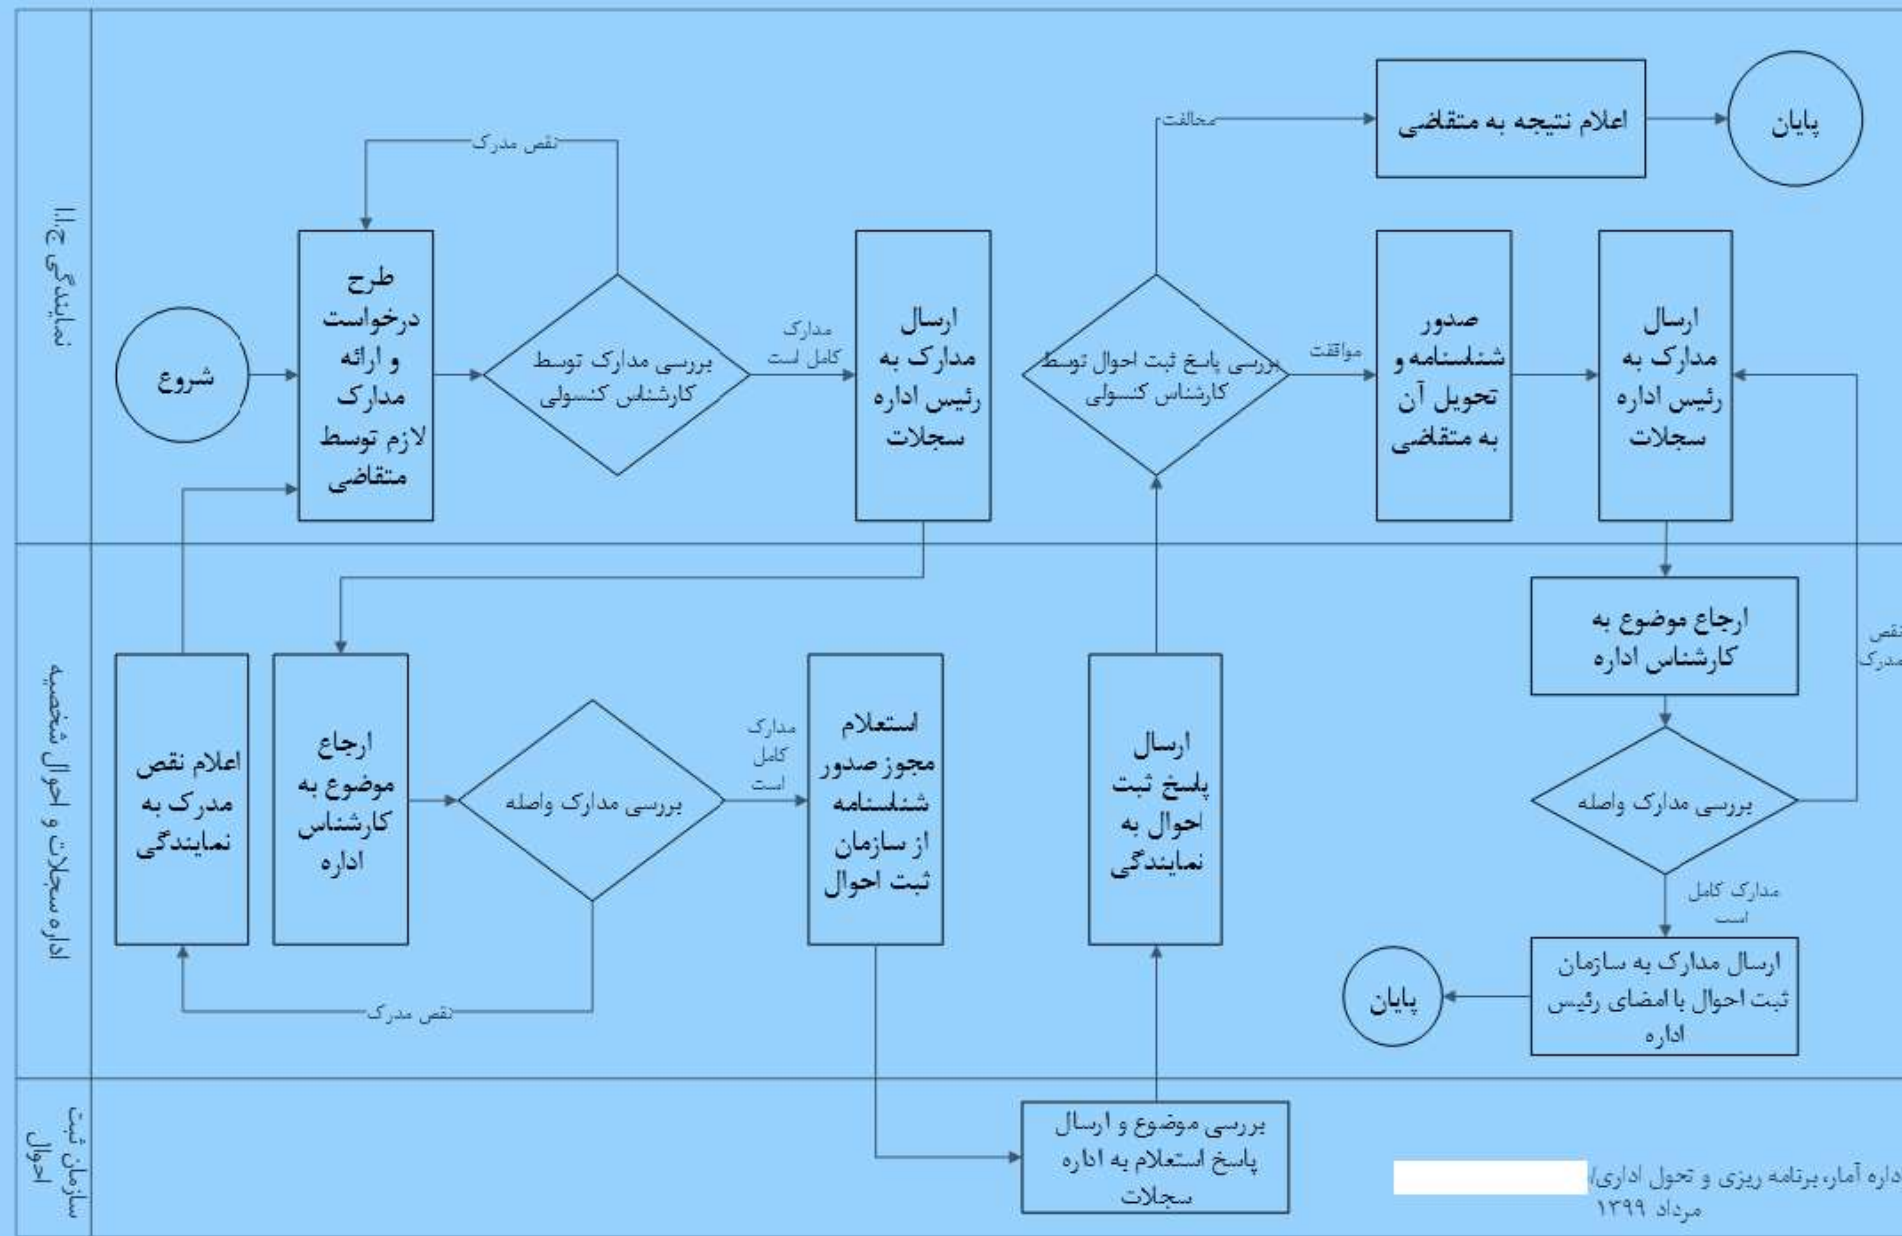 نمایندگی ج.ا.ا
شروع
طرح
درخواست
و ارائه
مدارک
لازم توسط
متقاضی
نقص مدرک
بررسی مدارک توسط
کارشناس کنسولی
مدارک
کامل است
ارسال
مدارک به
رئیس اداره
سجلات
بررسی پاسخ ثبت احوال توسط
کارشناس کنسولی
مخالفت
اعلام نتیجه به متقاضی
پایان
موافقت
صدور
شناسنامه و
تحویل آن
به متقاضی
ارسال
مدارک به
رئیس اداره
سجلات
اداره سجلات و احوال شخصیه
اعلام نقص
مدرک به
نمایندگی
ارجاع
موضوع به
کارشناس
اداره
بررسی مدارک واصله
نقص مدرک
مدارک
کامل
است
استعلام
مجوز صدور
شناسنامه
از سازمان
ثبت احوال
ارسال
پاسخ ثبت
احوال به
نمایندگی
ارجاع موضوع به
کارشناس اداره
نقص
مدرک
بررسی مدارک واصله
مدارک کامل
است
ارسال مدارک به سازمان
ثبت احوال با امضای رئیس
اداره
پایان
سازمان ثبت
احوال
بررسی موضوع و ارسال
پاسخ استعلام به اداره
سجلات
داره آمار، برنامه ریزی و تحول اداری/
مرداد ۱۳۹۹